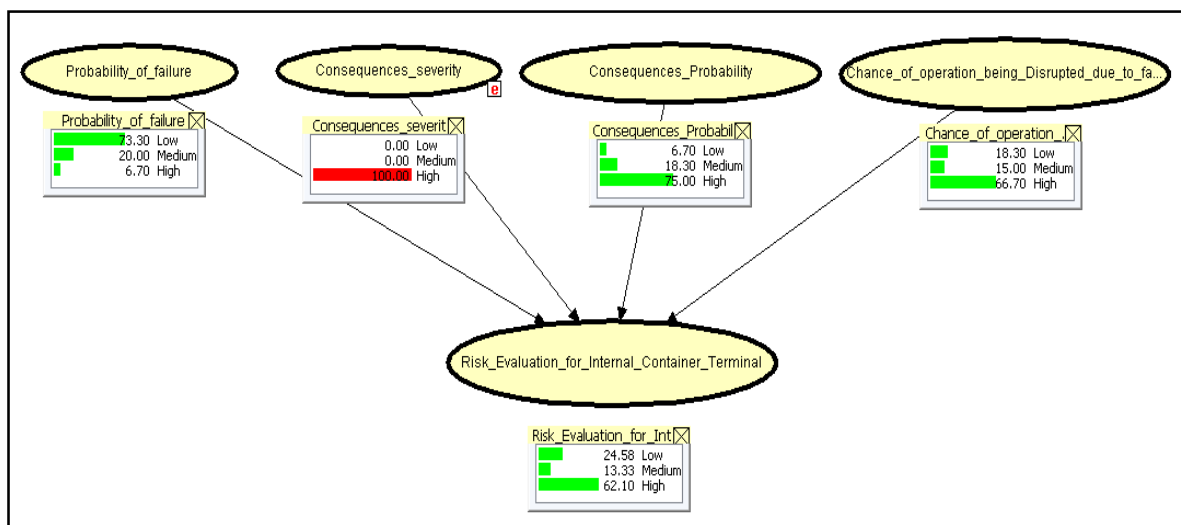 Probability_of_failure
Consequences_severity
Consequences_Probability
Chance_of_operation_being_Disrupted_due_to_fa...
e
Probability_of_failure
73.30 Low
20.00 Medium
6.70 High
Consequences_severit
0.00 Low
0.00 Medium
100.00 High
Consequences_Probabil
6.70 Low
18.30 Medium
75.00 High
Chance_of_operation_.
18.30 Low
15.00 Medium
66.70 High
Risk_Evaluation_for_Internal_Container_Terminal
Risk_Evaluation_for_Int
24.58 Low
13.33 Medium
62.10 High